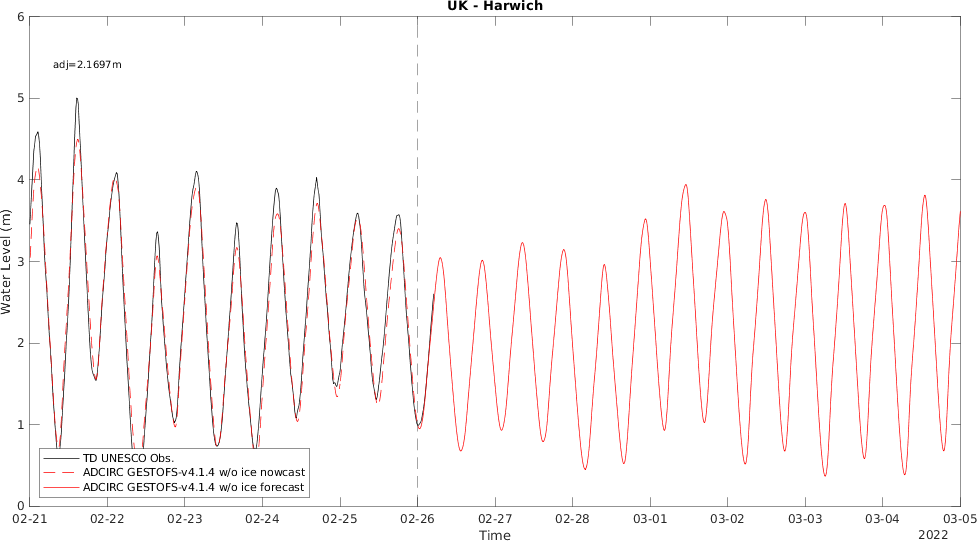 UK - Harwich
adj=2.1697m
Water Level (m)
6
5
4
3
2
1
0
TD UNESCO Obs.
ADCIRC GESTOFS-v4.1.4 w/o ice nowcast
ADCIRC GESTOFS-v4.1.4 w/o ice forecast
02-21 02-22 02-23 02-24 02-25 02-26 02-27 02-28 03-01 03-02 03-03 03-04 03-05
Time
2022